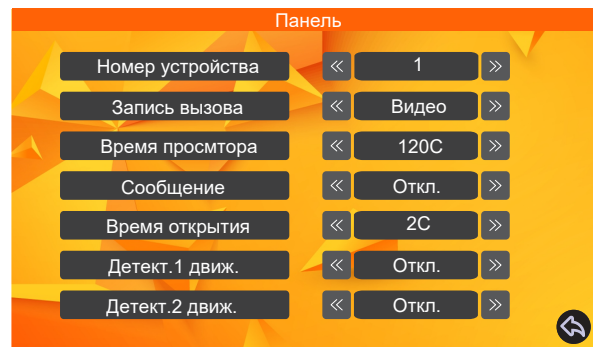 Панель
Номер устройства 1
Запись вызова Видео
Время просмтора 120С
Сообщение Откл.
Время открытия 2С
Детект.1 движ. Откл.
Детект.2 движ. Откл.